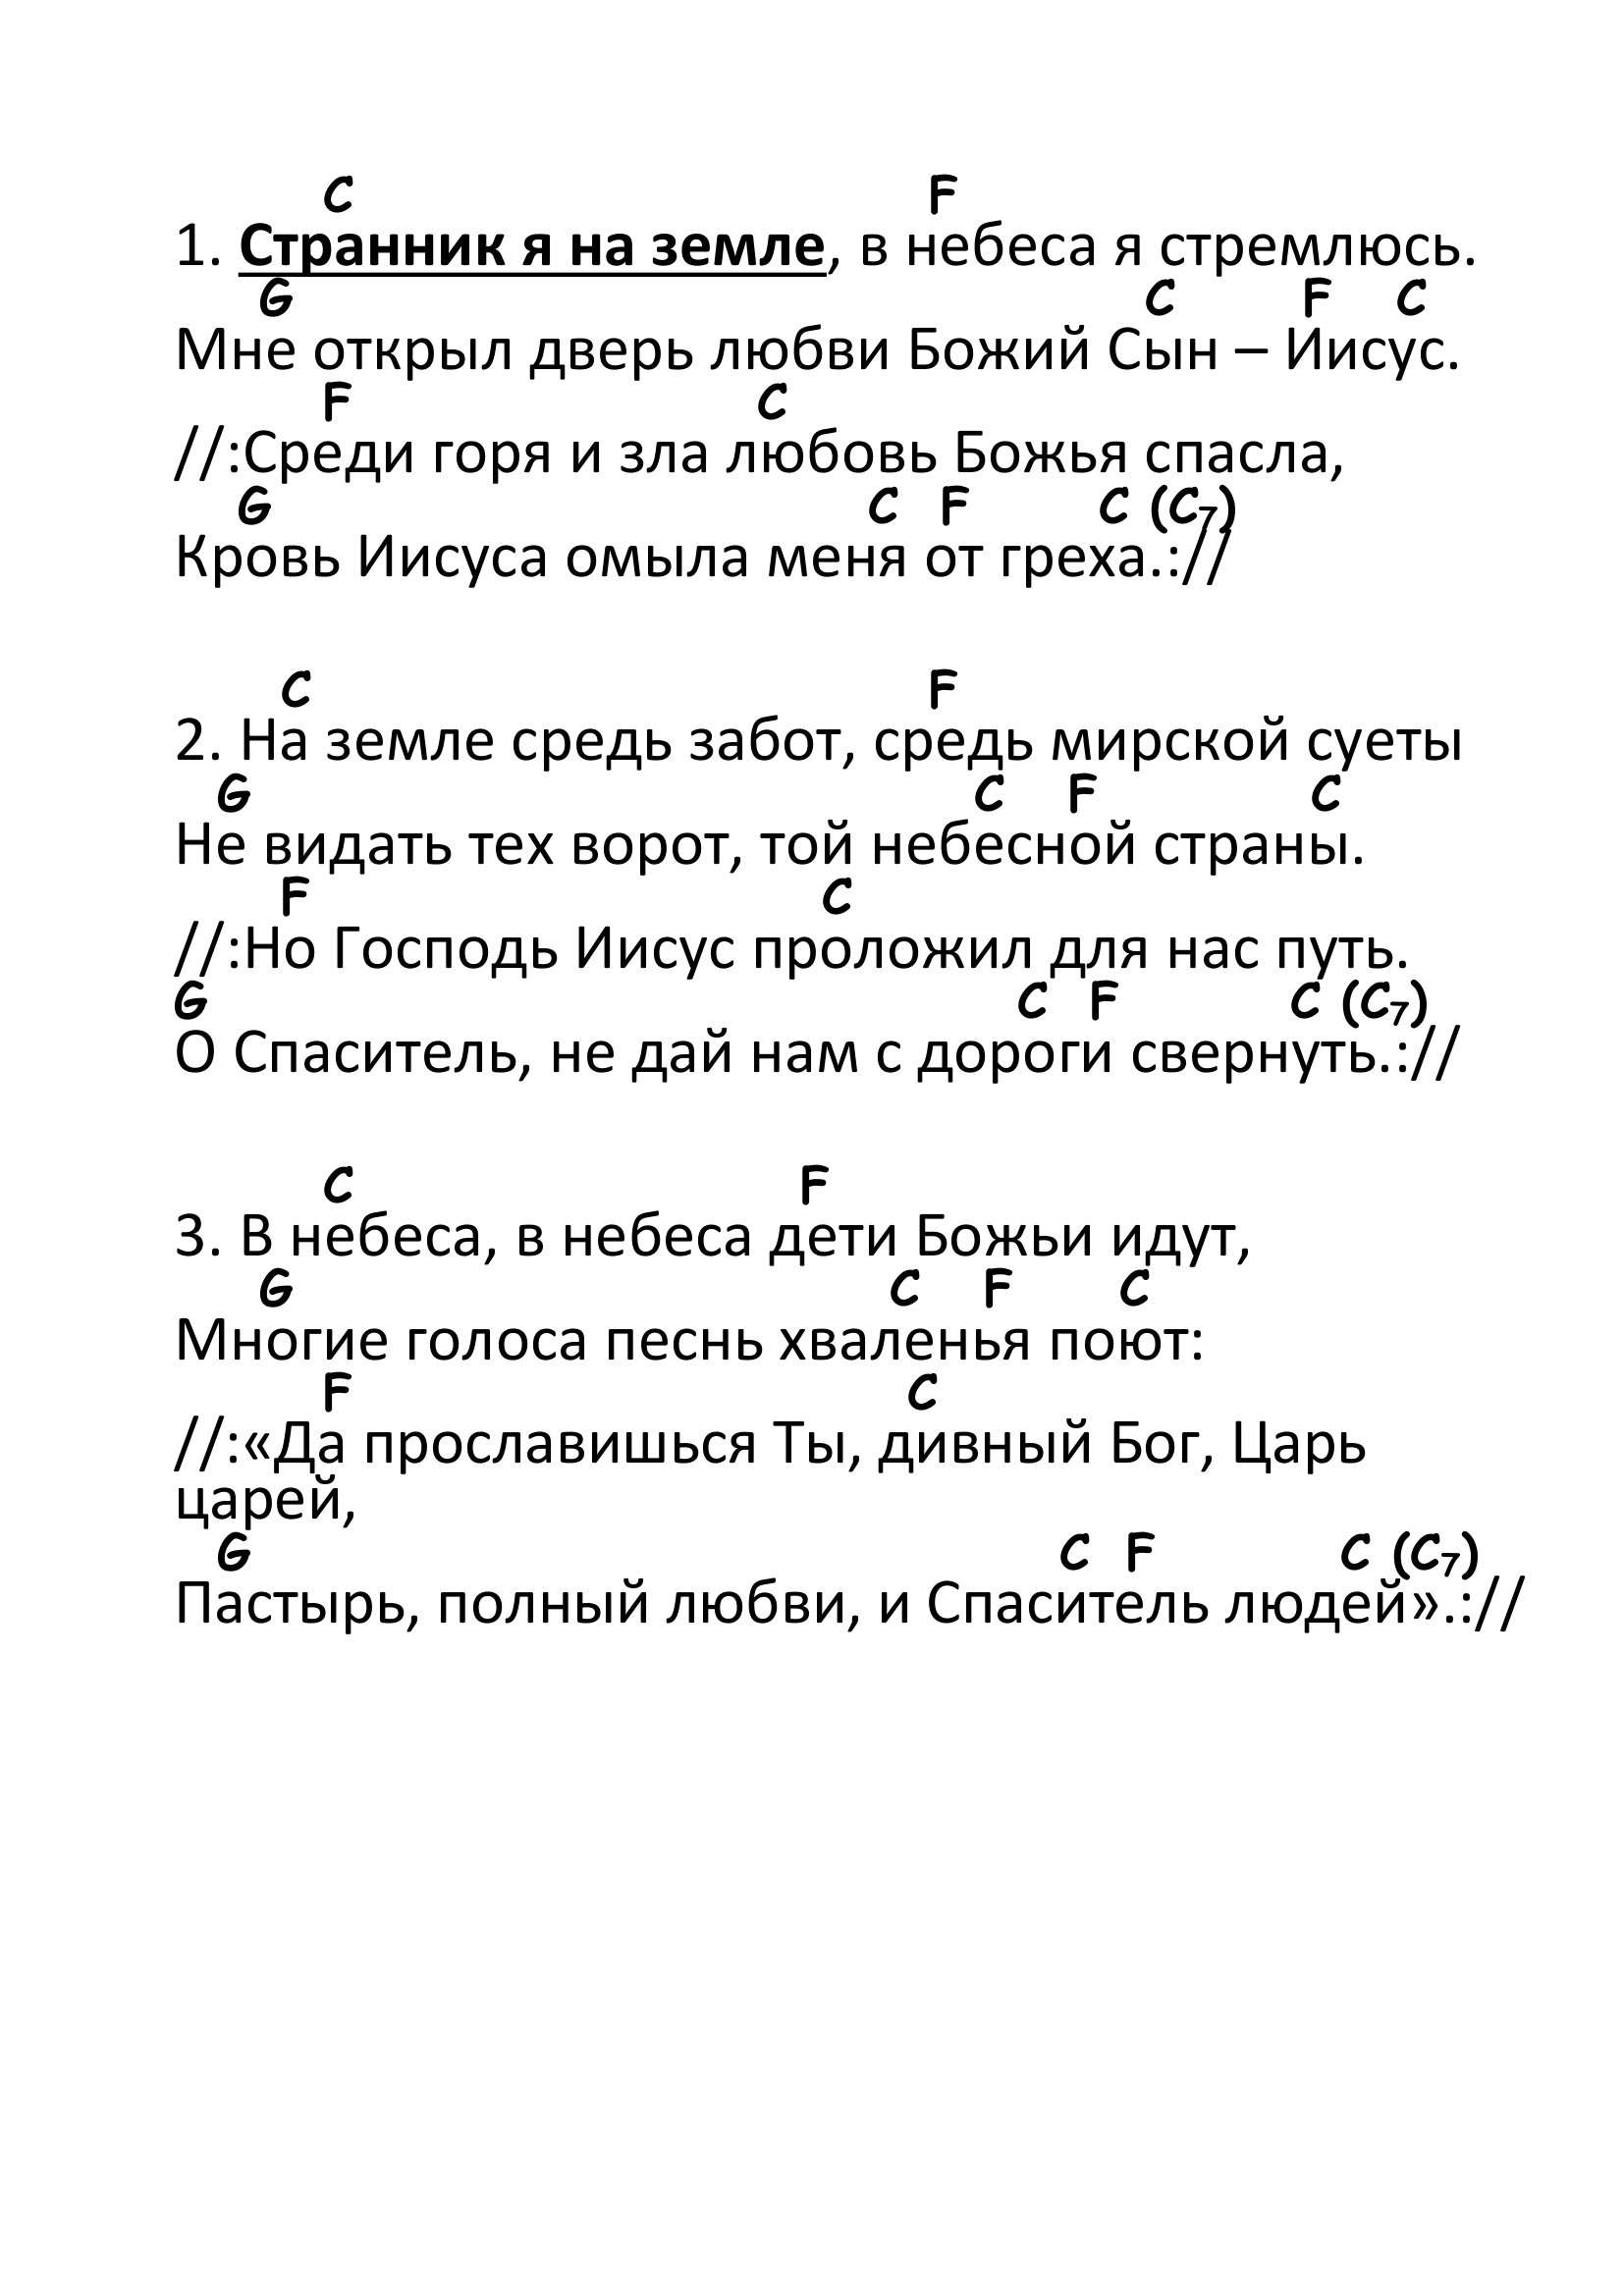 C F
1. Странник я на земле, в небеса я стремлюсь.
G C F C
Мне открыл дверь любви Божий Сын – Иисус.
F C
//:Среди горя и зла любовь Божья спасла,
G C F C (C₇)
Кровь Иисуса омыла меня от греха.://
C F
2. На земле средь забот, средь мирской суеты
G C F C
Не видать тех ворот, той небесной страны.
F C
//:Но Господь Иисус проложил для нас путь.
G C F C (C₇)
О Спаситель, не дай нам с дороги свернуть.://
C F
3. В небеса, в небеса дети Божьи идут,
G C F C
Многие голоса песнь хваленья поют:
F C
//:«Да прославишься Ты, дивный Бог, Царь
царей,
G C F C (C₇)
Пастырь, полный любви, и Спаситель людей».://